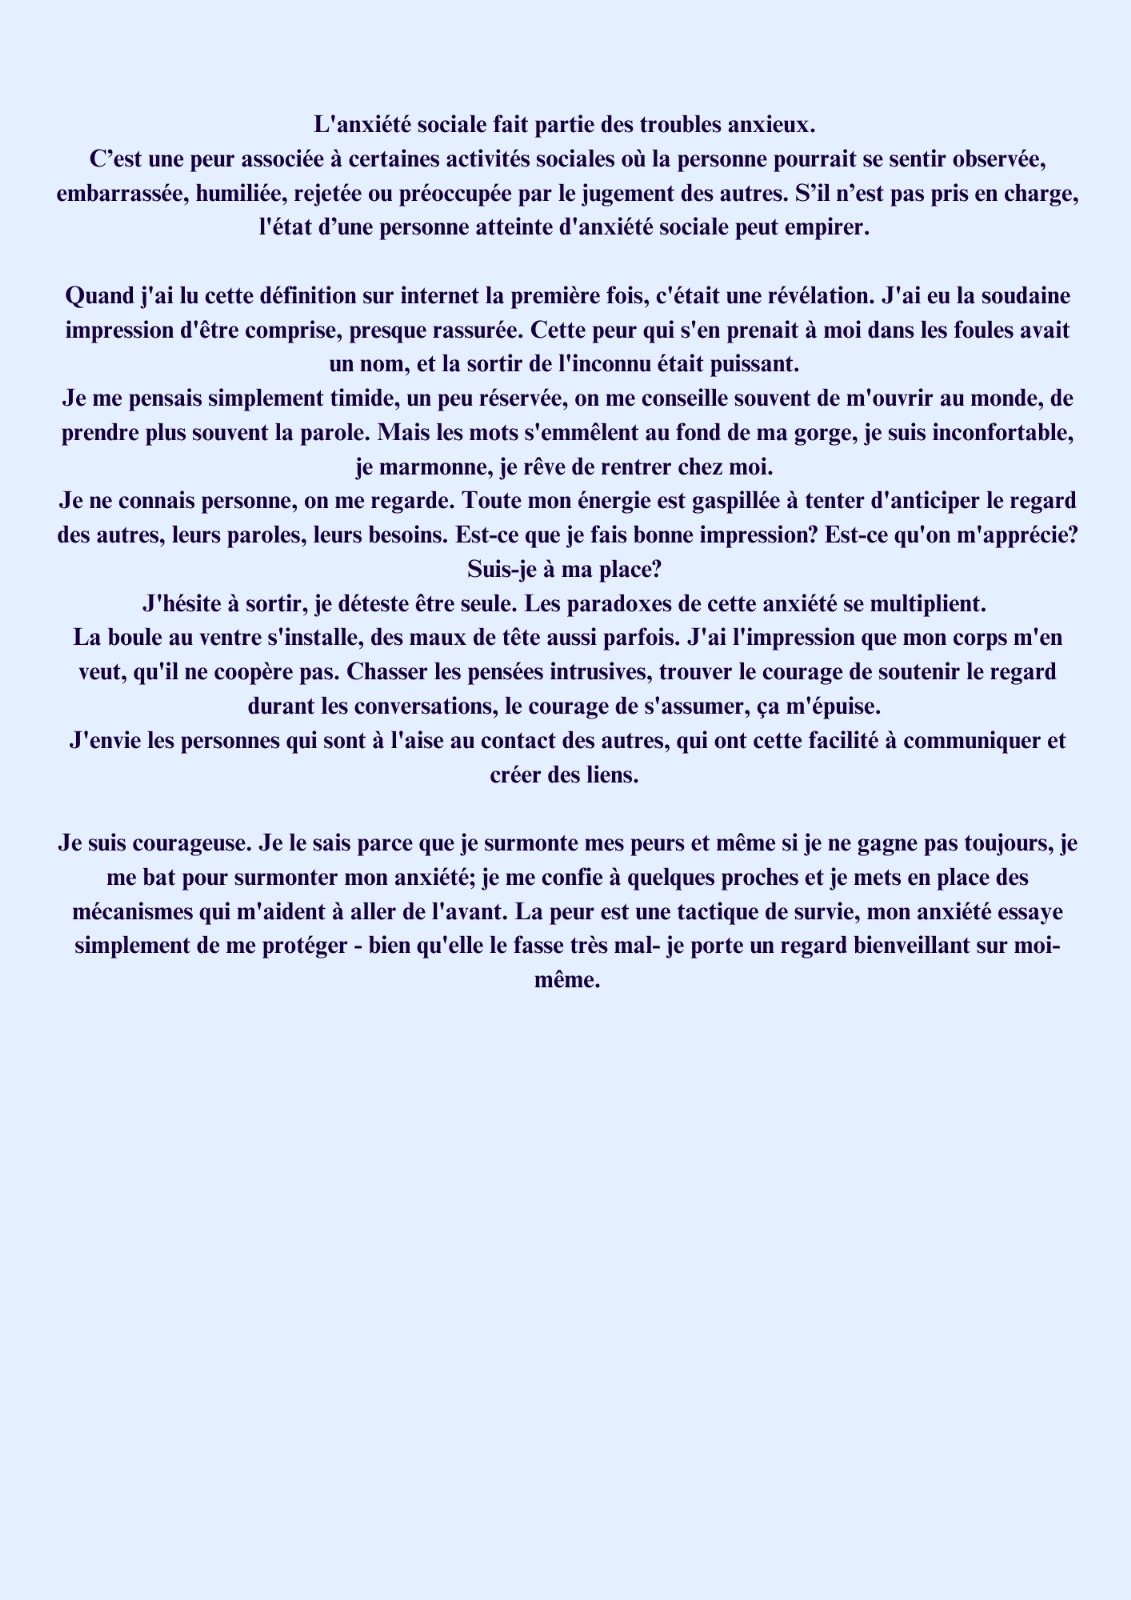 L'anxiété sociale fait partie des troubles anxieux.
C’est une peur associée à certaines activités sociales où la personne pourrait se sentir observée,
embarrassée, humiliée, rejetée ou préoccupée par le jugement des autres. S’il n’est pas pris en charge,
l'état d’une personne atteinte d'anxiété sociale peut empirer.
Quand j'ai lu cette définition sur internet la première fois, c'était une révélation. J'ai eu la soudaine
impression d'être comprise, presque rassurée. Cette peur qui s'en prenait à moi dans les foules avait
un nom, et la sortir de l'inconnu était puissant.
Je me pensais simplement timide, un peu réservée, on me conseille souvent de m'ouvrir au monde, de
prendre plus souvent la parole. Mais les mots s'emmêlent au fond de ma gorge, je suis inconfortable,
je marmonne, je rêve de rentrer chez moi.
Je ne connais personne, on me regarde. Toute mon énergie est gaspillée à tenter d'anticiper le regard
des autres, leurs paroles, leurs besoins. Est-ce que je fais bonne impression? Est-ce qu'on m'apprécie?
Suis-je à ma place?
J'hésite à sortir, je déteste être seule. Les paradoxes de cette anxiété se multiplient.
La boule au ventre s'installe, des maux de tête aussi parfois. J'ai l'impression que mon corps m'en
veut, qu'il ne coopère pas. Chasser les pensées intrusives, trouver le courage de soutenir le regard
durant les conversations, le courage de s'assumer, ça m'épuise.
J'envie les personnes qui sont à l'aise au contact des autres, qui ont cette facilité à communiquer et
créer des liens.
Je suis courageuse. Je le sais parce que je surmonte mes peurs et même si je ne gagne pas toujours, je
me bat pour surmonter mon anxiété; je me confie à quelques proches et je mets en place des
mécanismes qui m'aident à aller de l'avant. La peur est une tactique de survie, mon anxiété essaye
simplement de me protéger - bien qu'elle le fasse très mal- je porte un regard bienveillant sur moi-
même.